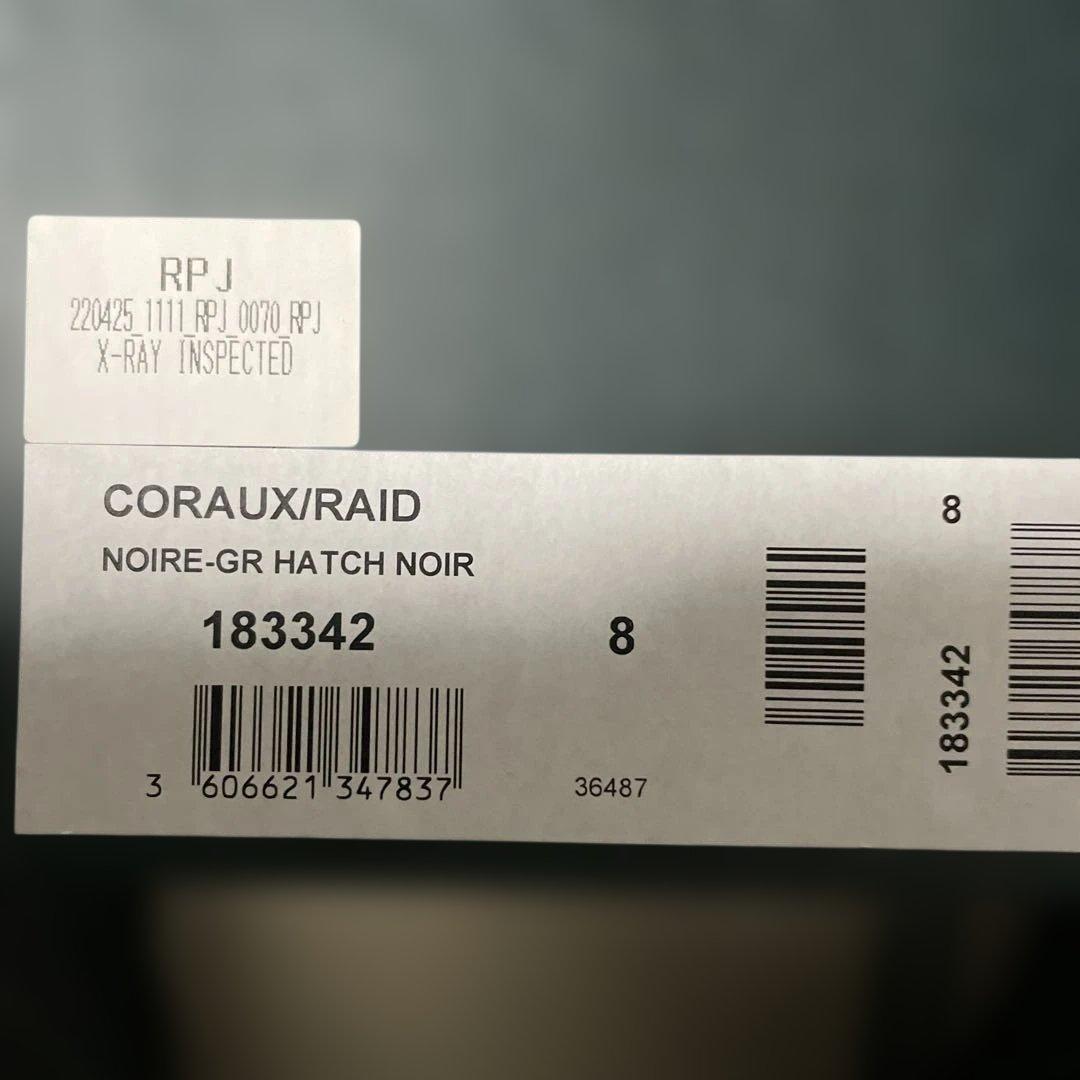 RPJ
220425_1111_RPJ_0070_RPJ
X-RAY INSPECTED
CORAUX/RAID
NOIRE-GR HATCH NOIR
183342
8
3 606621 347837
36487
8
183342